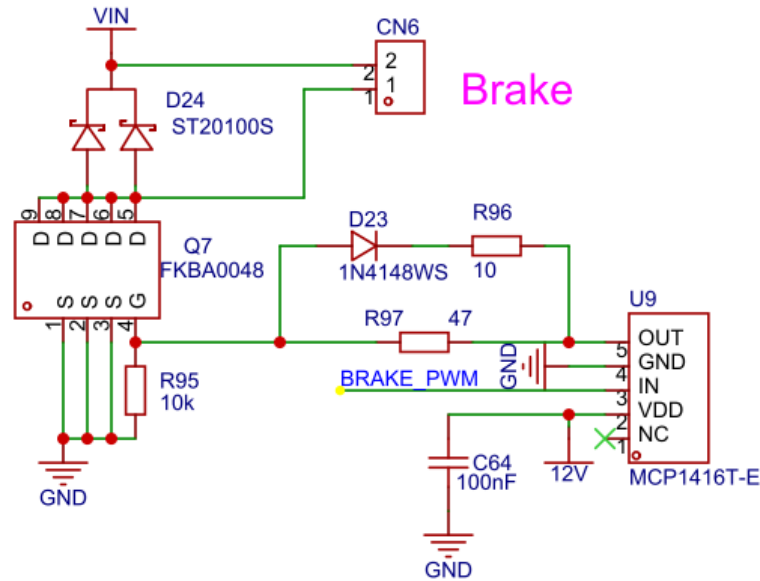 VIN
CN6
2
2
1
1
Brake
D24
ST20100S
9
8
7
6
5
D
D
D
D
D
Q7
FKBA0048
S
S
S
G
1
2
3
4
D23
1N4148WS
R96
10
R97
47
U9
OUT
5
GND
4
IN
3
VDD
2
NC
1
MCP1416T-E
GND
BRAKE_PWM
R95
10k
GND
C64
100nF
12V
GND